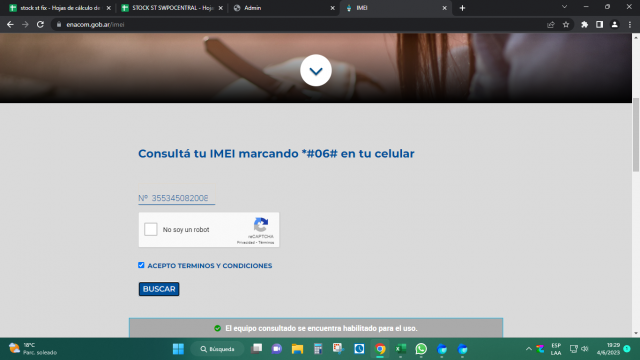 stock st fix - Hojas de cálculo de
STOCK ST SWPOCENTRAL - Hoja
Admin
IMEI
enacom.gob.ar/imei
Consultá tu IMEI marcando *#06# en tu celular
Nº 355345082008
No soy un robot
reCAPTCHA
Privacidad - Términos
ACEPTO TERMINOS Y CONDICIONES
BUSCAR
El equipo consultado se encuentra habilitado para el uso.
18°C
Parc. soleado
Búsqueda
ESP
LAA
19:29
4/6/2023